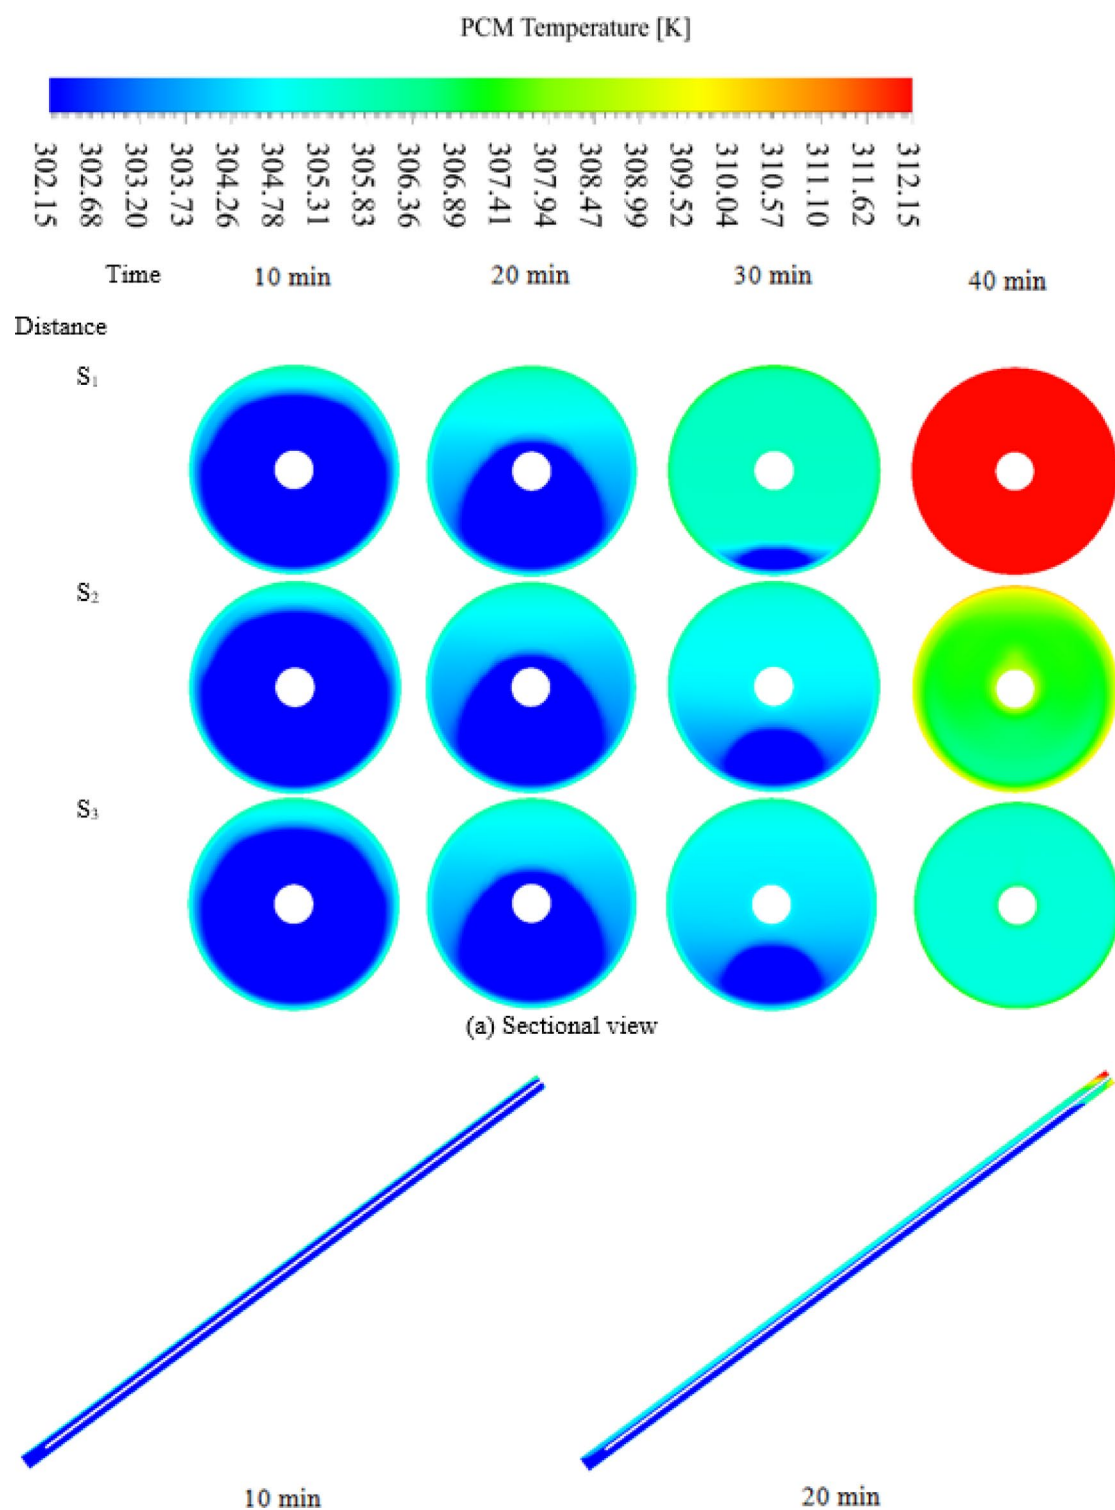 PCM Temperature [K]
302.15 302.68 303.20 303.73 304.26 304.78 305.31 305.83 306.36 306.89 307.41 307.94 308.47 308.99 309.52 310.04 310.57 311.10 311.62 312.15
Time 10 min 20 min 30 min 40 min
Distance
S₁
S₂
S₃
(a) Sectional view
10 min 20 min